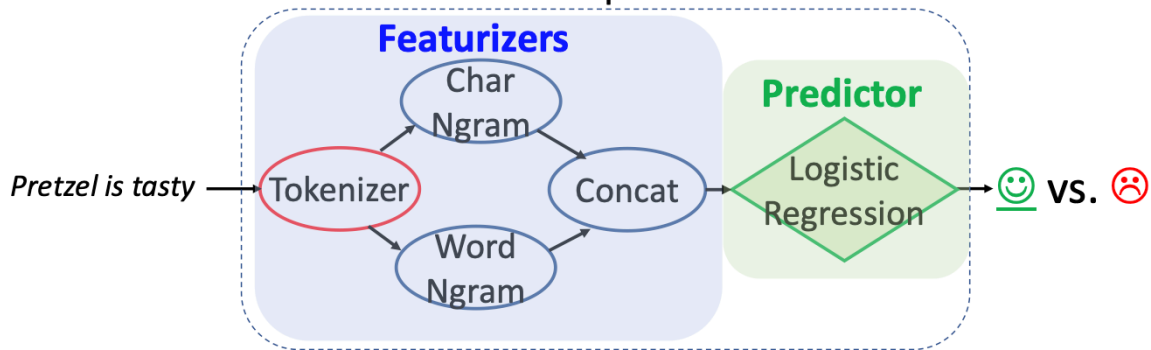 Featurizers
Char
Ngram
Predictor
Pretzel is tasty
Tokenizer
Concat
Logistic
Regression
vs.
Word
Ngram